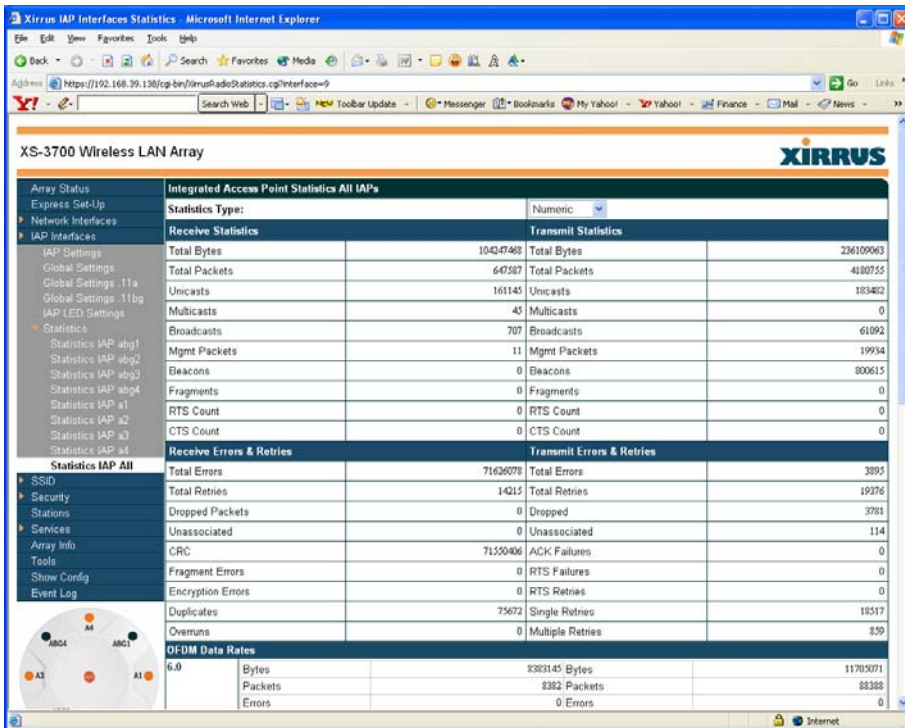 Xirrus IAP Interfaces Statistics - Microsoft Internet Explorer
File Edit View Favorites Tools Help
Back Search Favorites Media
Address https://192.168.39.138/cgi-bin/XirrusRadioStatistics.cgi?interface=9 Go Links
Y! Search Web NEW Toolbar Update Messenger Bookmarks My Yahoo! Yahoo! Finance Mail News
XS-3700 Wireless LAN Array
XIRRUS
Array Status
Express Set-Up
Network Interfaces
IAP Interfaces
IAP Settings
Global Settings
Global Settings .11a
Global Settings .11bg
IAP LED Settings
Statistics
Statistics IAP abg1
Statistics IAP abg2
Statistics IAP abg3
Statistics IAP abg4
Statistics IAP a1
Statistics IAP a2
Statistics IAP a3
Statistics IAP a4
Statistics IAP All
SSID
Security
Stations
Services
Array Info
Tools
Show Config
Event Log
A4
ABG4 ABG1
A3 A1
Integrated Access Point Statistics All IAPs
Statistics Type: Numeric
Receive Statistics Transmit Statistics
Total Bytes 104247468 Total Bytes 236109063
Total Packets 647587 Total Packets 4180755
Unicasts 161145 Unicasts 183482
Multicasts 45 Multicasts 0
Broadcasts 707 Broadcasts 61092
Mgmt Packets 11 Mgmt Packets 19934
Beacons 0 Beacons 800615
Fragments 0 Fragments 0
RTS Count 0 RTS Count 0
CTS Count 0 CTS Count 0
Receive Errors & Retries Transmit Errors & Retries
Total Errors 71626078 Total Errors 3895
Total Retries 14215 Total Retries 19376
Dropped Packets 0 Dropped 3781
Unassociated 0 Unassociated 114
CRC 71550406 ACK Failures 0
Fragment Errors 0 RTS Failures 0
Encryption Errors 0 RTS Retries 0
Duplicates 75672 Single Retries 18517
Overruns 0 Multiple Retries 859
OFDM Data Rates
6.0 Bytes 8383145 Bytes 11705071
Packets 8382 Packets 88388
Errors 0 Errors 0
Internet